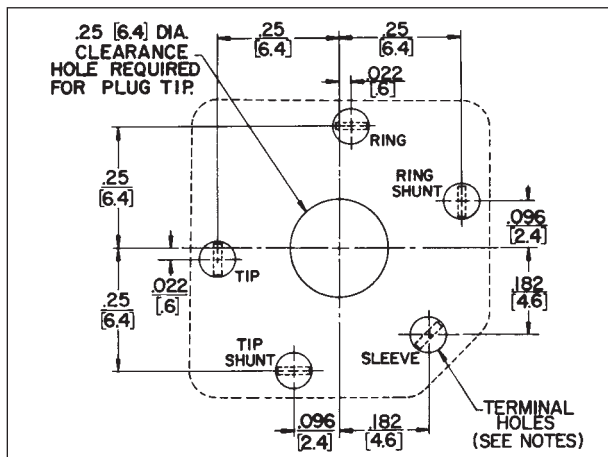 .25 [6.4] DIA.
CLEARANCE
HOLE REQUIRED
FOR PLUG TIP.
.25
[6.4]
.25
[6.4]
.022
[.6]
RING
.25
[6.4]
RING
SHUNT
.096
[2.4]
TIP
.022
[.6]
.182
[4.6]
.25
[6.4]
TIP
SHUNT
SLEEVE
.096
[2.4]
.182
[4.6]
TERMINAL
HOLES
(SEE NOTES)